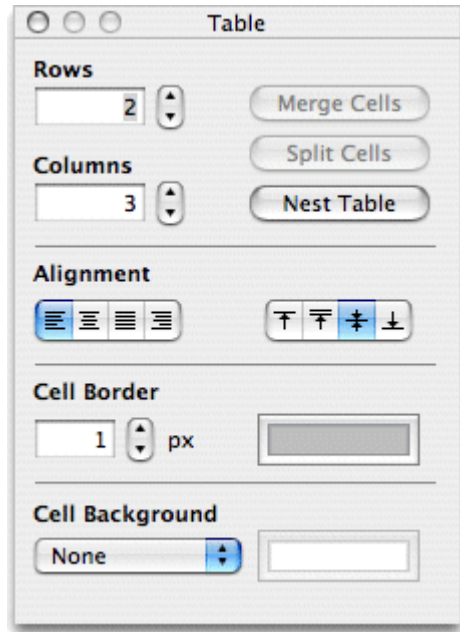 Table
Rows
2
Merge Cells
Split Cells
Columns
3
Nest Table
Alignment
Cell Border
1 px
Cell Background
None